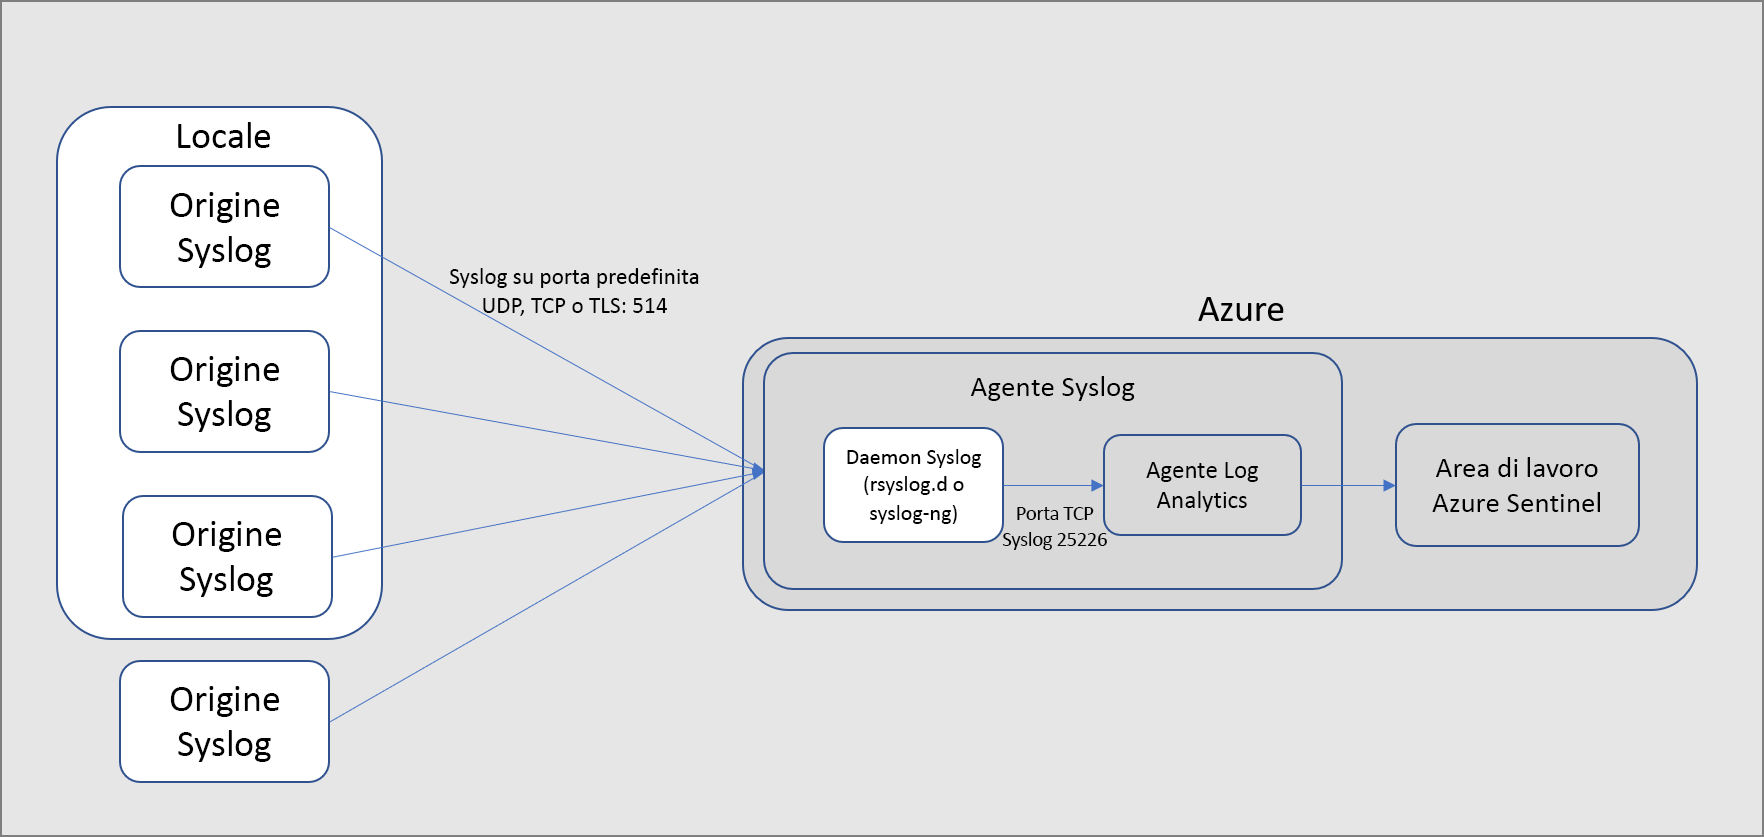 Locale
Origine
Syslog
Origine
Syslog
Origine
Syslog
Origine
Syslog
Syslog su porta predefinita
UDP, TCP o TLS: 514
Azure
Agente Syslog
Daemon Syslog
(rsyslog.d o
syslog-ng)
Porta TCP
Syslog 25226
Agente Log
Analytics
Area di lavoro
Azure Sentinel